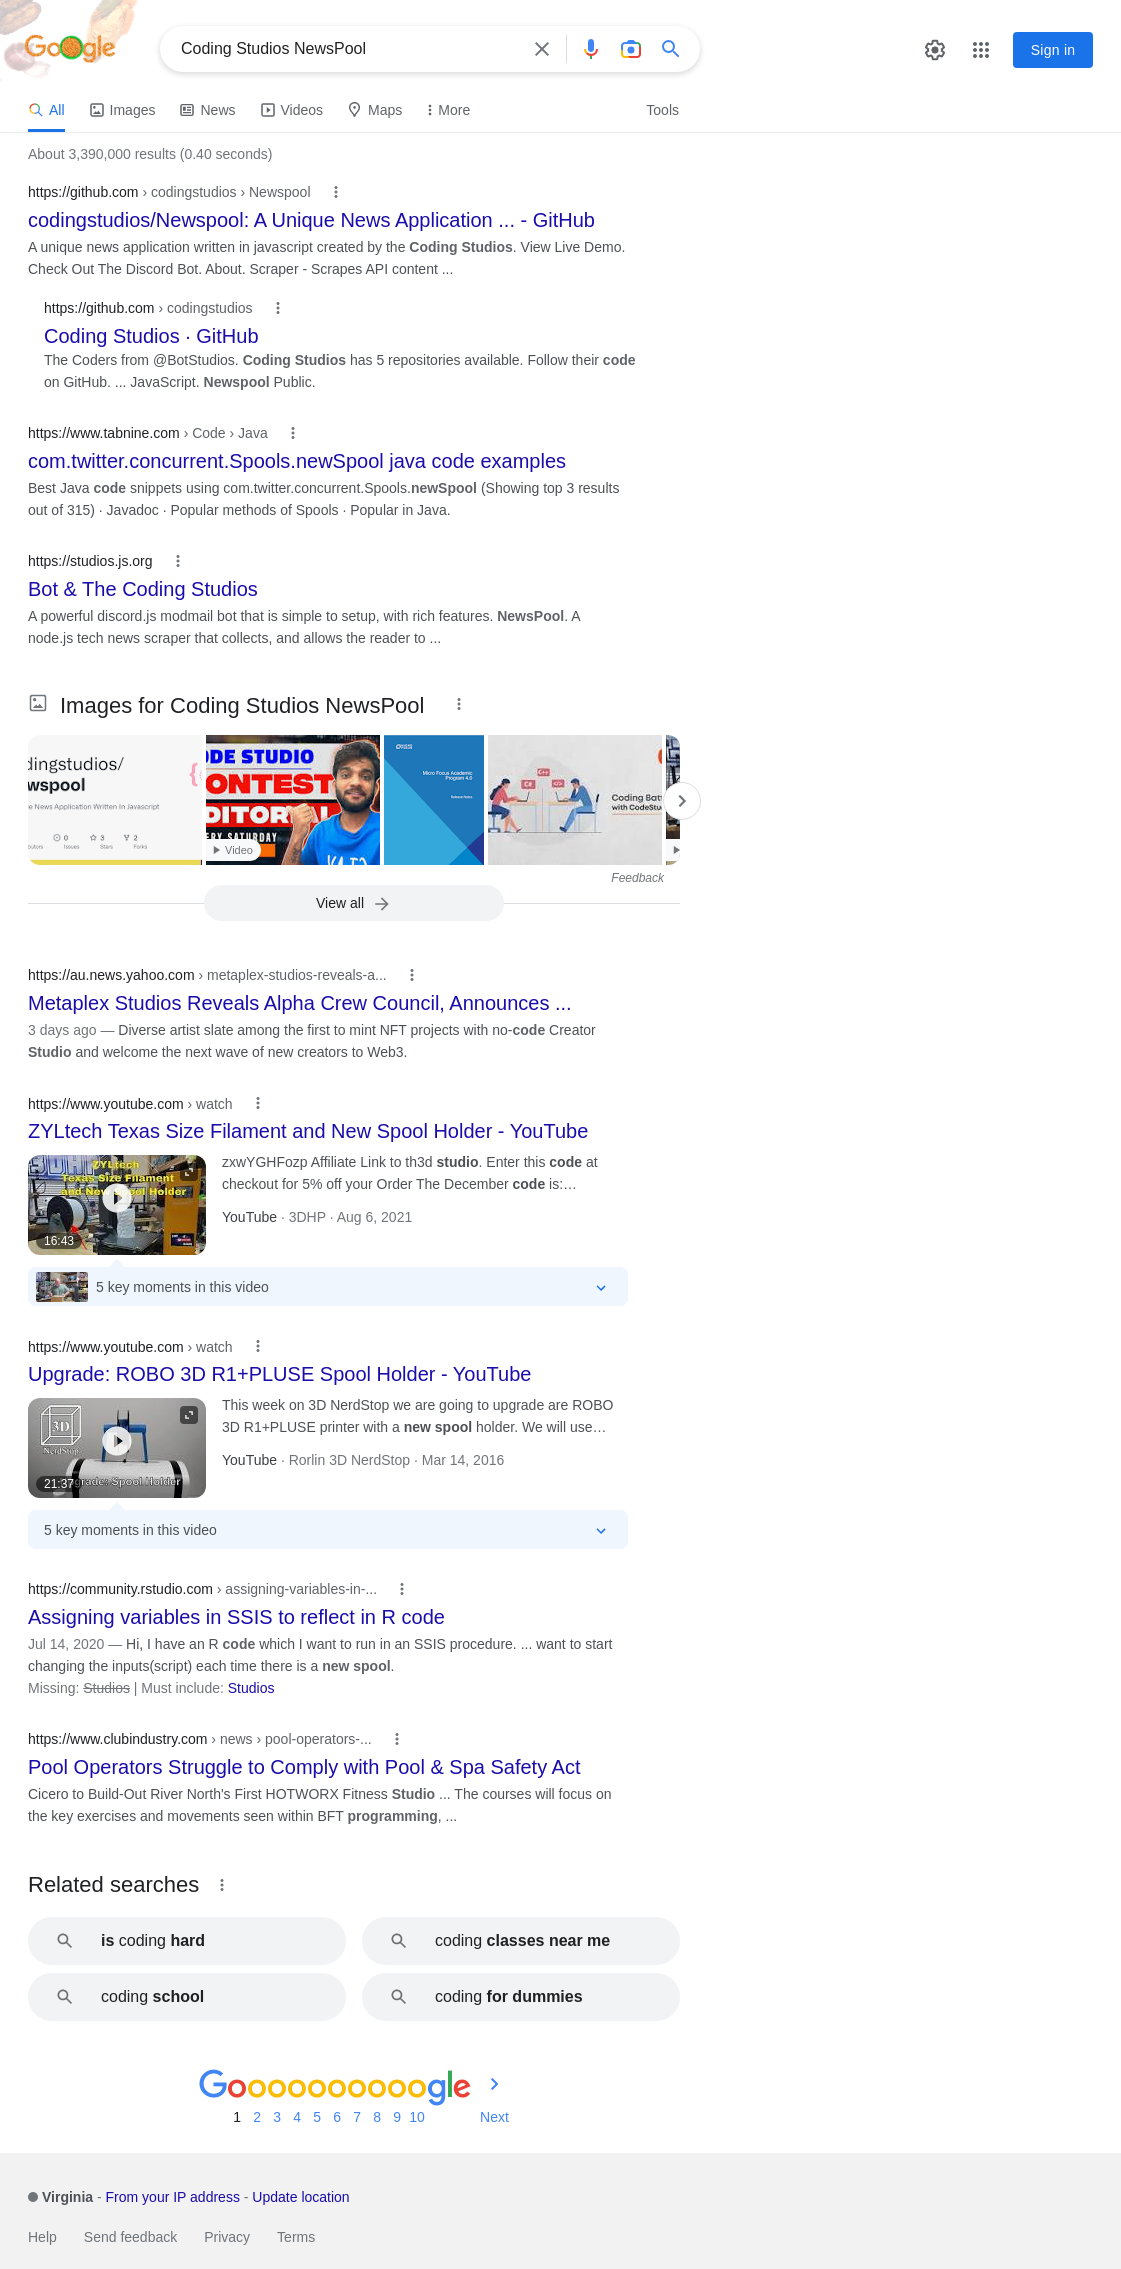 Google
Coding Studios NewsPool
Sign in
All
Images
News
Videos
Maps
More
Tools
About 3,390,000 results (0.40 seconds)
https://github.com › codingstudios › Newspool
codingstudios/Newspool: A Unique News Application ... - GitHub
A unique news application written in javascript created by the Coding Studios. View Live Demo.
Check Out The Discord Bot. About. Scraper - Scrapes API content ...
https://github.com › codingstudios
Coding Studios · GitHub
The Coders from @BotStudios. Coding Studios has 5 repositories available. Follow their code
on GitHub. ... JavaScript. Newspool Public.
https://www.tabnine.com › Code › Java
com.twitter.concurrent.Spools.newSpool java code examples
Best Java code snippets using com.twitter.concurrent.Spools.newSpool (Showing top 3 results
out of 315) · Javadoc · Popular methods of Spools · Popular in Java.
https://studios.js.org
Bot & The Coding Studios
A powerful discord.js modmail bot that is simple to setup, with rich features. NewsPool. A
node.js tech news scraper that collects, and allows the reader to ...
Images for Coding Studios NewsPool
dingstudios/
wspool
e News Application Written In Javascript
0
3
2
Issues
Stars
Forks
ODE STUDIO
ONTEST
DITORIAL
RY SATURDAY
Video
Micro Focus Academic
Program 4.0
C++
C#
Coding Batt
with CodeStud
Feedback
View all
https://au.news.yahoo.com › metaplex-studios-reveals-a...
Metaplex Studios Reveals Alpha Crew Council, Announces ...
3 days ago — Diverse artist slate among the first to mint NFT projects with no-code Creator
Studio and welcome the next wave of new creators to Web3.
https://www.youtube.com › watch
ZYLtech Texas Size Filament and New Spool Holder - YouTube
ZYLtech
Texas Size Filament
and New Spool Holder
16:43
zxwYGHFozp Affiliate Link to th3d studio. Enter this code at
checkout for 5% off your Order The December code is:…
YouTube · 3DHP · Aug 6, 2021
5 key moments in this video
https://www.youtube.com › watch
Upgrade: ROBO 3D R1+PLUSE Spool Holder - YouTube
3D
NerdStop
grade: Spool Holder
21:37
This week on 3D NerdStop we are going to upgrade are ROBO
3D R1+PLUSE printer with a new spool holder. We will use…
YouTube · Rorlin 3D NerdStop · Mar 14, 2016
5 key moments in this video
https://community.rstudio.com › assigning-variables-in-...
Assigning variables in SSIS to reflect in R code
Jul 14, 2020 — Hi, I have an R code which I want to run in an SSIS procedure. ... want to start
changing the inputs(script) each time there is a new spool.
Missing: Studios | Must include: Studios
https://www.clubindustry.com › news › pool-operators-...
Pool Operators Struggle to Comply with Pool & Spa Safety Act
Cicero to Build-Out River North's First HOTWORX Fitness Studio ... The courses will focus on
the key exercises and movements seen within BFT programming, ...
Related searches
is coding hard
coding classes near me
coding school
coding for dummies
Goooooooooogle
1 2 3 4 5 6 7 8 9 10 Next
Virginia - From your IP address - Update location
Help Send feedback Privacy Terms